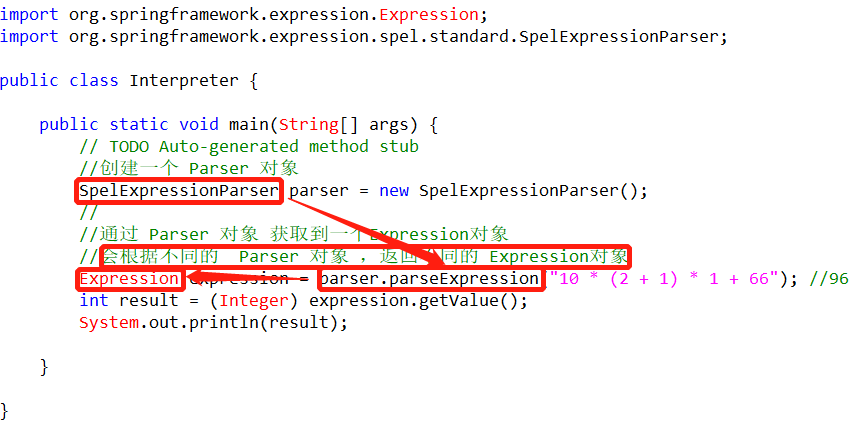 import org.springframework.expression.Expression;
import org.springframework.expression.spel.standard.SpelExpressionParser;
public class Interpreter {
public static void main(String[] args) {
// TODO Auto-generated method stub
//创建一个 Parser 对象
SpelExpressionParser parser = new SpelExpressionParser();
//
//通过 Parser 对象 获取到一个Expression对象
//会根据不同的 Parser 对象 ，返回不同的 Expression对象
Expression expression = parser.parseExpression("10 * (2 + 1) * 1 + 66"); //96
int result = (Integer) expression.getValue();
System.out.println(result);
}
}